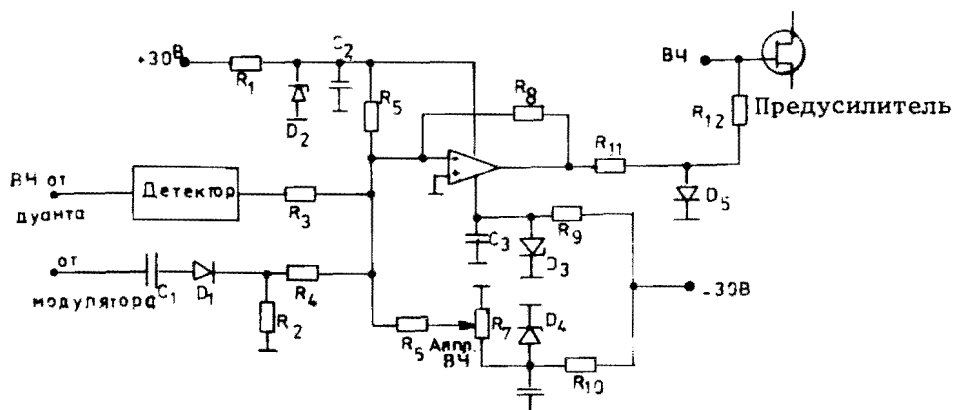 +30В
R1
D2
C2
R5
R8
ВЧ
R12
Предусилитель
R11
D5
ВЧ от
дуанта
Детектор
R3
C3
D3
R9
-30В
от
модулятора
C1
D1
R2
R4
R6
Ампл.
ВЧ
R7
D4
R10